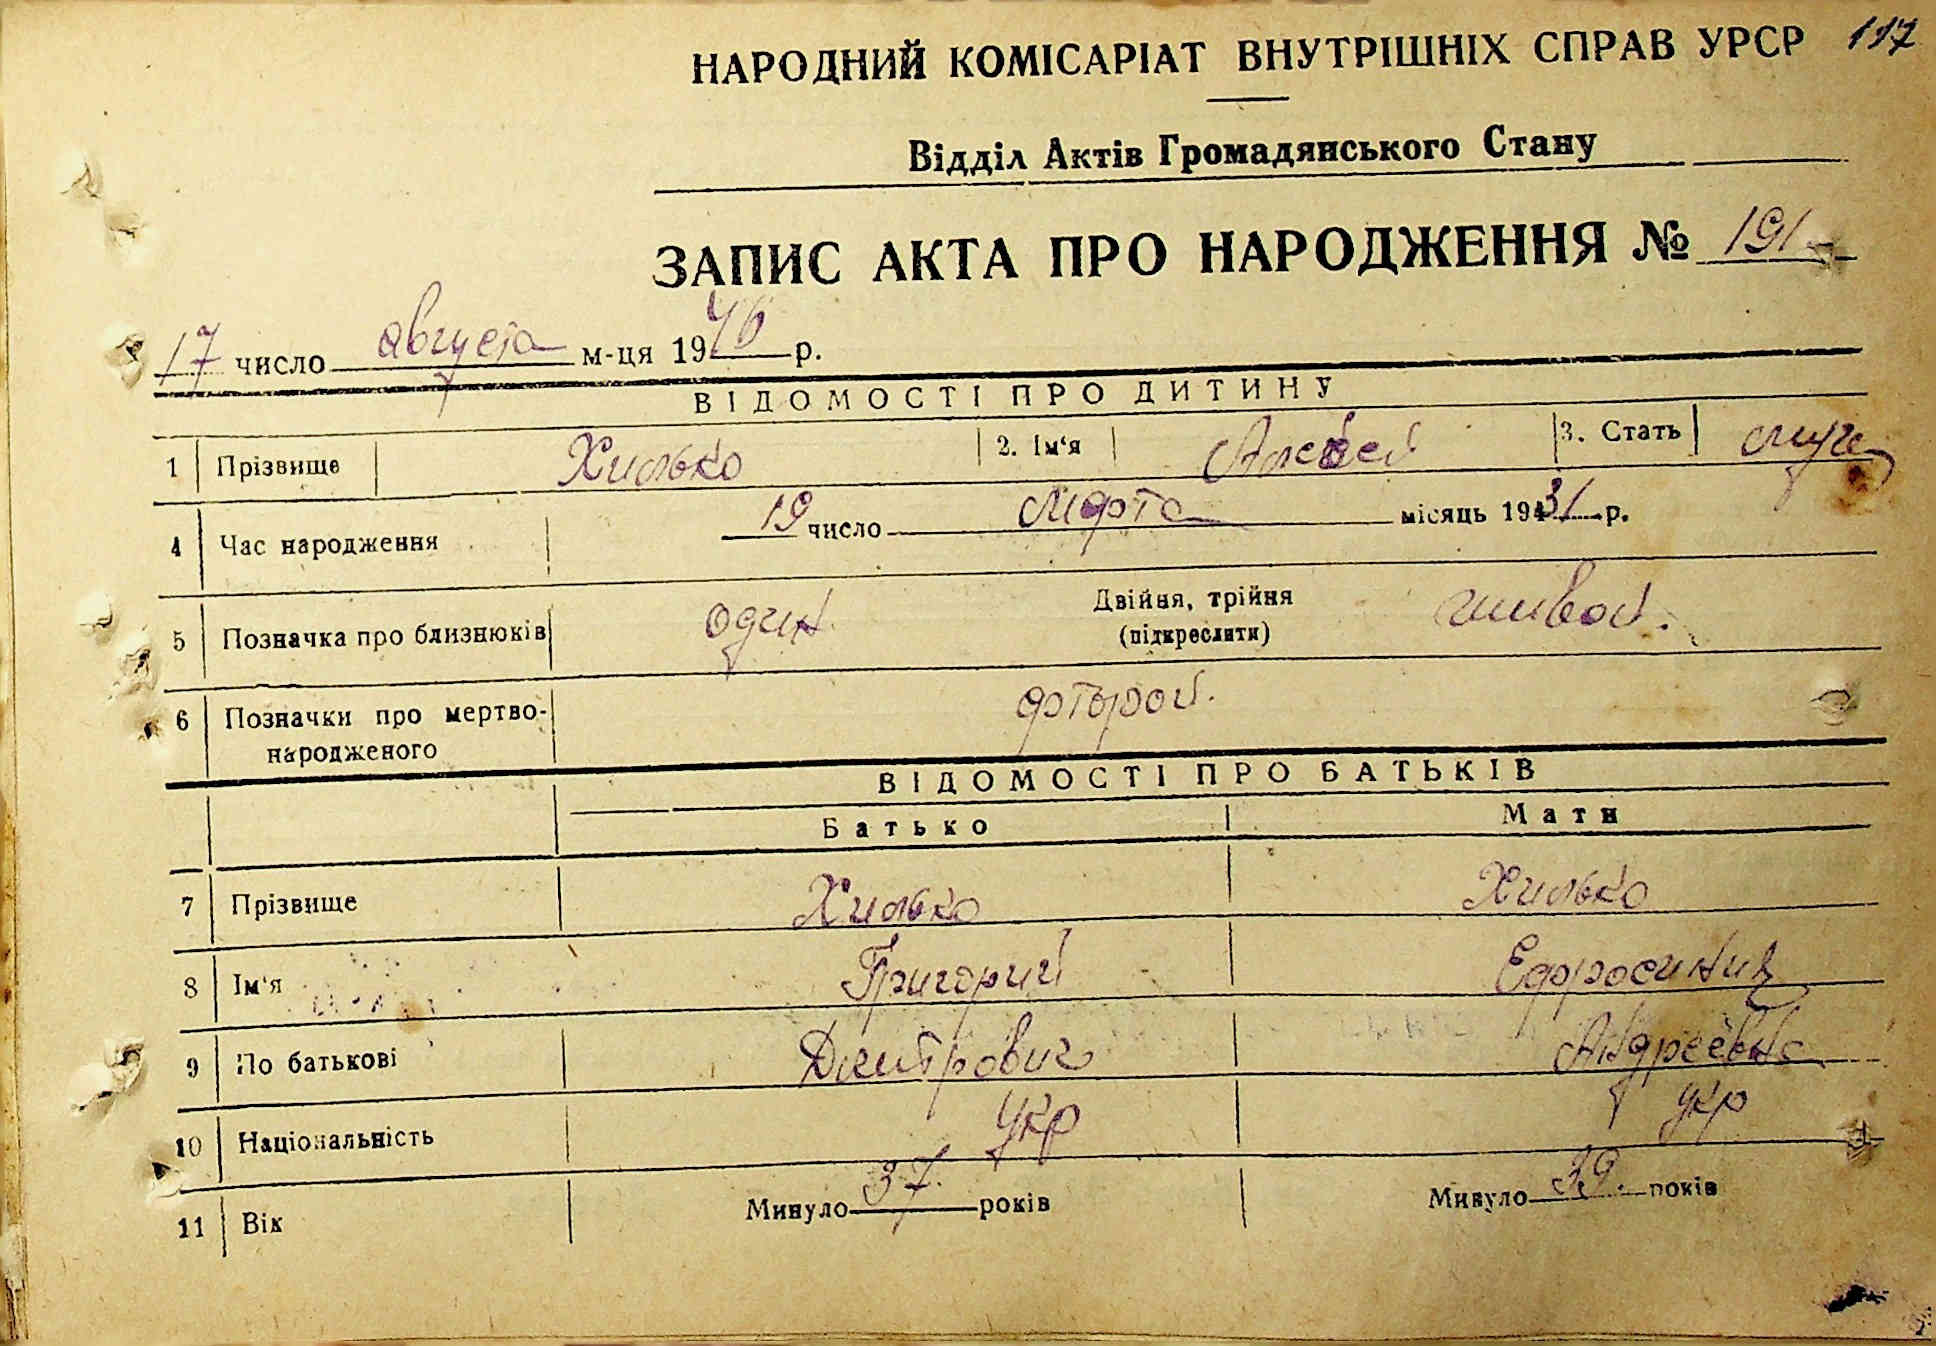 НАРОДНИЙ КОМІСАРІАТ ВНУТРІШНІХ СПРАВ УРСР 117
Відділ Актів Громадянського Стану
ЗАПИС АКТА ПРО НАРОДЖЕННЯ № 191
17 число августа м-ця 1946 р.
ВІДОМОСТІ ПРО ДИТИНУ
1 Прізвище Хилько 2. Ім'я Алексей 3. Стать муж
4 Час народження 19 число марта місяць 1931 р.
5 Позначка про близнюків один Двійня, трійня (підкреслити) живой.
6 Позначки про мертво-
народженого
ВІДОМОСТІ ПРО БАТЬКІВ
Батько Мати
7 Прізвище Хилько Хилько
8 Ім'я Григорий Ефросиния
9 По батькові Дмитрович Андреевна
10 Національність укр укр
11 Вік Минуло 37 років Минуло 39. років